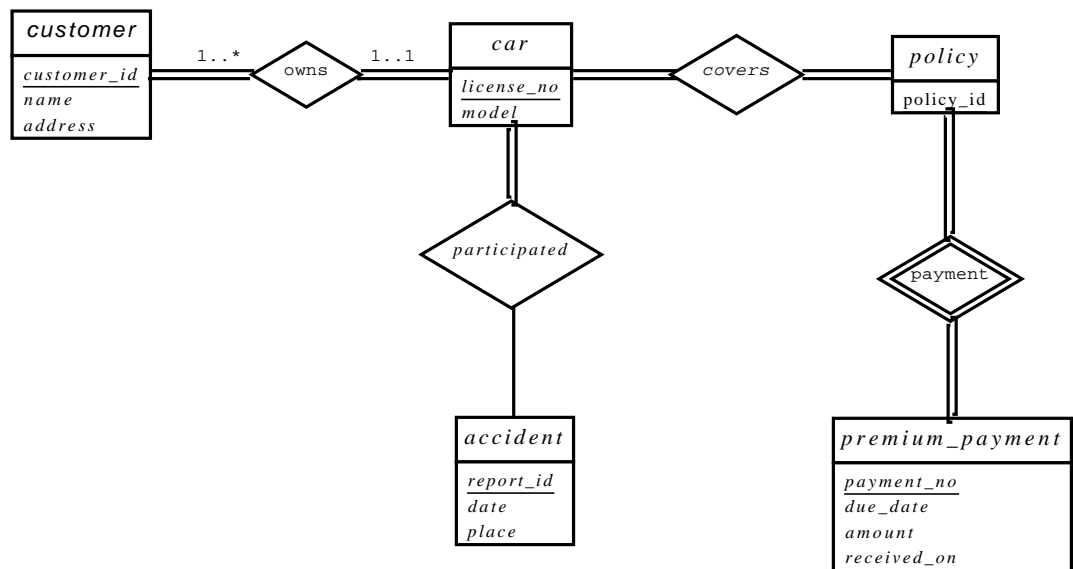 customer
customer_id
name
address
1..*
owns
1..1
car
license_no
model
covers
policy
policy_id
participated
payment
accident
report_id
date
place
premium_payment
payment_no
due_date
amount
received_on